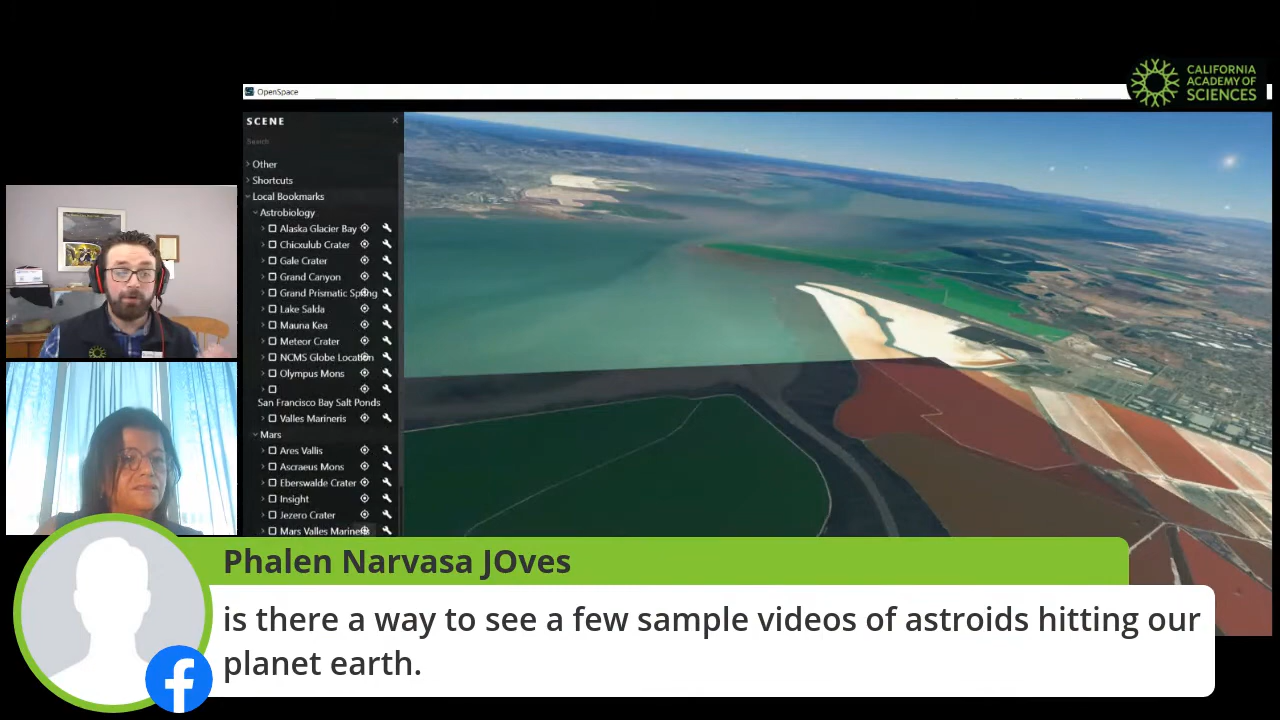 CALIFORNIA
ACADEMY OF
SCIENCES
OpenSpace
SCENE
Search
Other
Shortcuts
Local Bookmarks
Astrobiology
Alaska Glacier Bay
Chicxulub Crater
Gale Crater
Grand Canyon
Grand Prismatic Spring
Lake Salda
Mauna Kea
Meteor Crater
NCMS Globe Location
Olympus Mons
San Francisco Bay Salt Ponds
Valles Marineris
Mars
Ares Vallis
Ascraeus Mons
Eberswalde Crater
Insight
Jezero Crater
Mars Valles Marineris
Phalen Narvasa JOves
is there a way to see a few sample videos of astroids hitting our
planet earth.